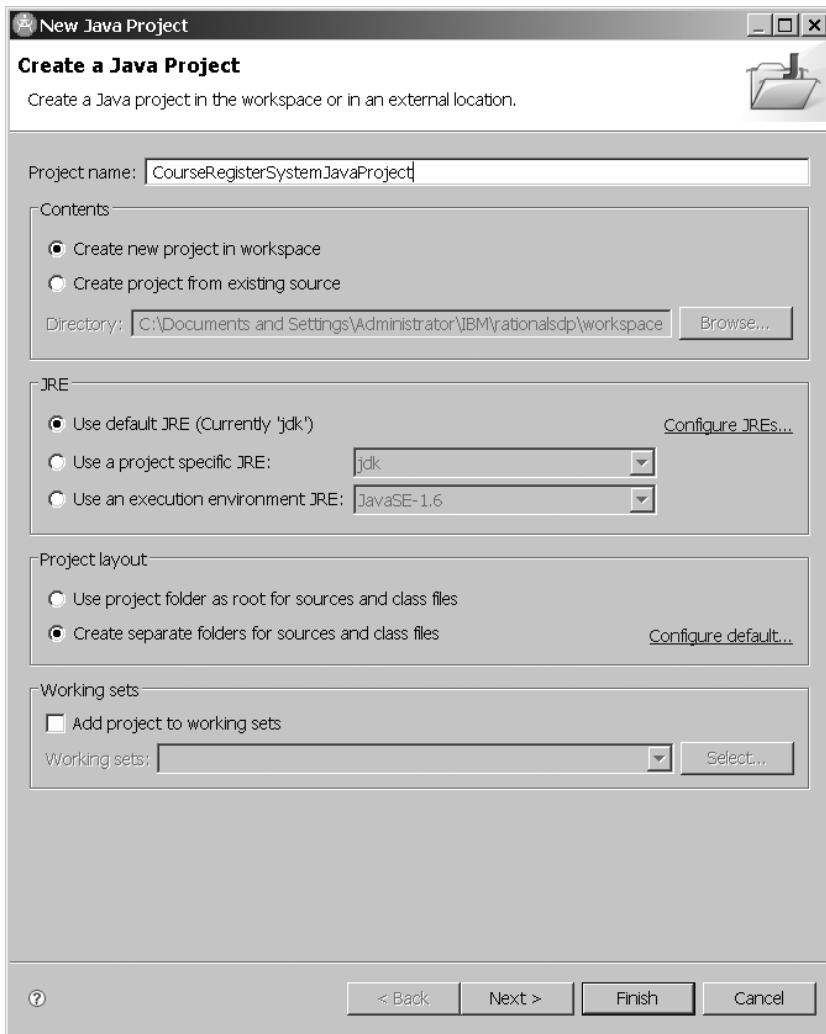 New Java Project
Create a Java Project
Create a Java project in the workspace or in an external location.
Project name: CourseRegisterSystemJavaProject
Contents
Create new project in workspace
Create project from existing source
Directory: C:\Documents and Settings\Administrator\IBM\rationalsdp\workspace Browse...
JRE
Use default JRE (Currently 'jdk') Configure JREs...
Use a project specific JRE: jdk
Use an execution environment JRE: JavaSE-1.6
Project layout
Use project folder as root for sources and class files
Create separate folders for sources and class files Configure default...
Working sets
Add project to working sets
Working sets: Select...
? < Back Next > Finish Cancel